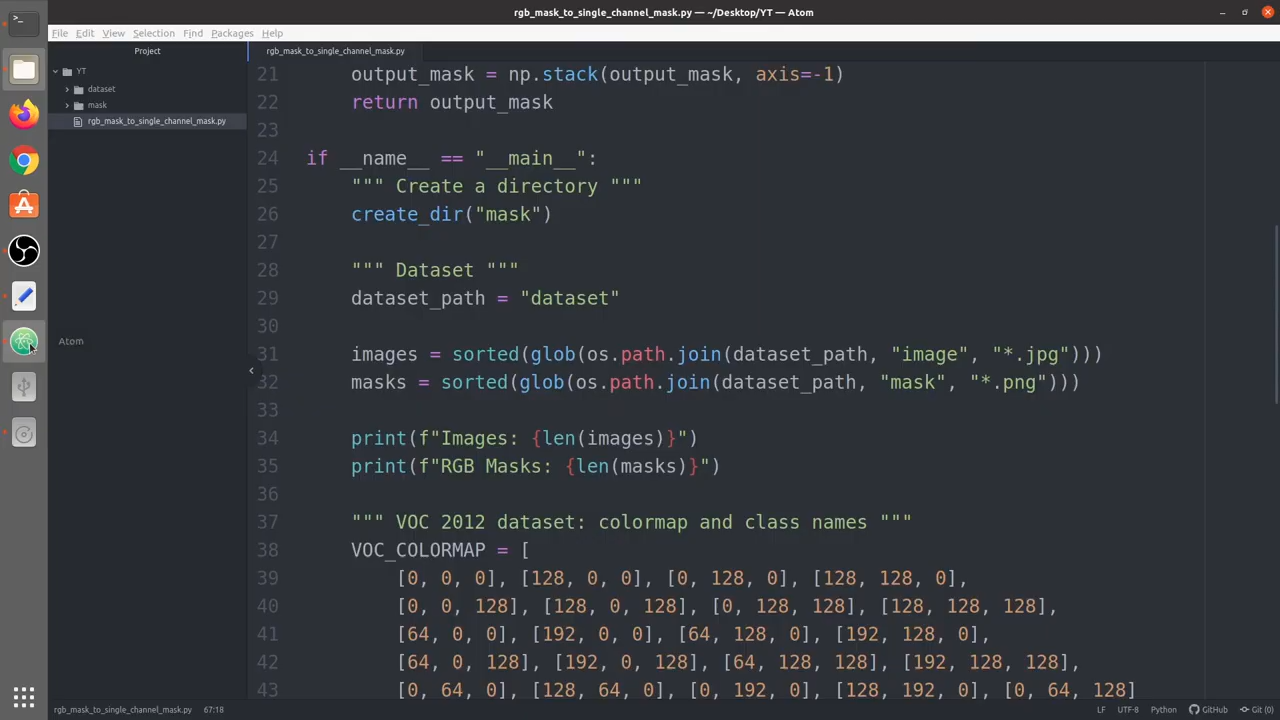 rgb_mask_to_single_channel_mask.py — ~/Desktop/YT — Atom
File Edit View Selection Find Packages Help
Project
rgb_mask_to_single_channel_mask.py
YT
dataset
mask
rgb_mask_to_single_channel_mask.py
Atom
21 output_mask = np.stack(output_mask, axis=-1)
22 return output_mask
23
24 if __name__ == "__main__":
25 """ Create a directory """
26 create_dir("mask")
27
28 """ Dataset """
29 dataset_path = "dataset"
30
31 images = sorted(glob(os.path.join(dataset_path, "image", "*.jpg")))
32 masks = sorted(glob(os.path.join(dataset_path, "mask", "*.png")))
33
34 print(f"Images: {len(images)}")
35 print(f"RGB Masks: {len(masks)}")
36
37 """ VOC 2012 dataset: colormap and class names """
38 VOC_COLORMAP = [
39 [0, 0, 0], [128, 0, 0], [0, 128, 0], [128, 128, 0],
40 [0, 0, 128], [128, 0, 128], [0, 128, 128], [128, 128, 128],
41 [64, 0, 0], [192, 0, 0], [64, 128, 0], [192, 128, 0],
42 [64, 0, 128], [192, 0, 128], [64, 128, 128], [192, 128, 128],
43 [0, 64, 0], [128, 64, 0], [0, 192, 0], [128, 192, 0], [0, 64, 128]
rgb_mask_to_single_channel_mask.py 67:18 LF UTF-8 Python GitHub Git (0)